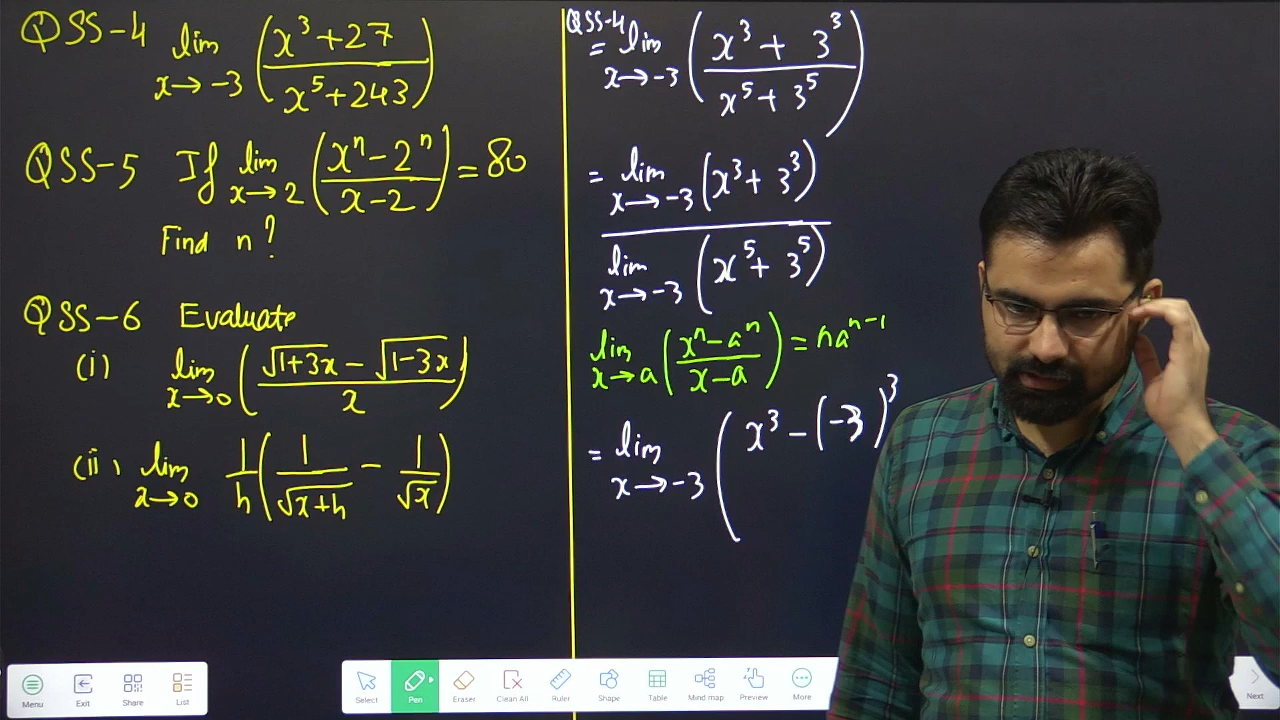 QSS-4 lim x→-3 (x³+27 / x⁵+243)
QSS-5 If lim x→2 (xⁿ-2ⁿ / x-2) = 80
Find n?
QSS-6 Evaluate
(i) lim x→0 (√1+3x - √1-3x / x)
(ii) lim x→0 1/h (1/√x+h - 1/√x)
QSS-4
= lim x→-3 (x³ + 3³ / x⁵ + 3⁵)
= lim x→-3 (x³ + 3³)
lim x→-3 (x⁵ + 3⁵)
lim x→a (xⁿ-aⁿ / x-a) = naⁿ⁻¹
= lim x→-3 (x³ - (-3)³
Menu
Exit
Share
List
Select
Pen
Eraser
Clean All
Ruler
Shape
Table
Mind map
Preview
More
Next